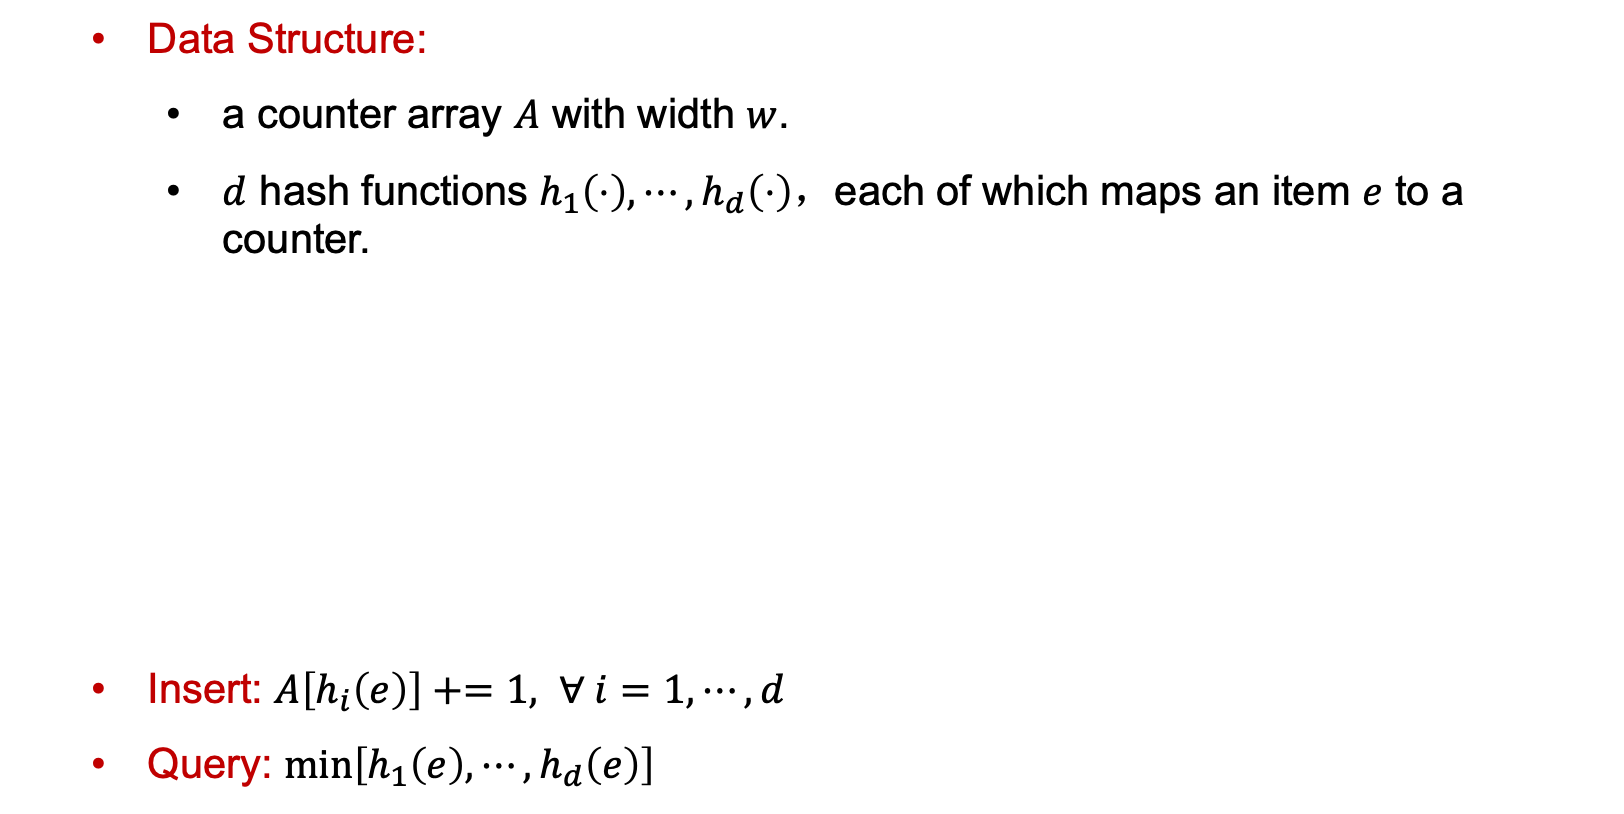 • Data Structure:
• a counter array A with width w.
• d hash functions h₁(·), ⋯ , h_d(·)，each of which maps an item e to a
counter.
• Insert: A[hᵢ(e)] += 1, ∀ i = 1, ⋯ , d
• Query: min[h₁(e), ⋯ , h_d(e)]